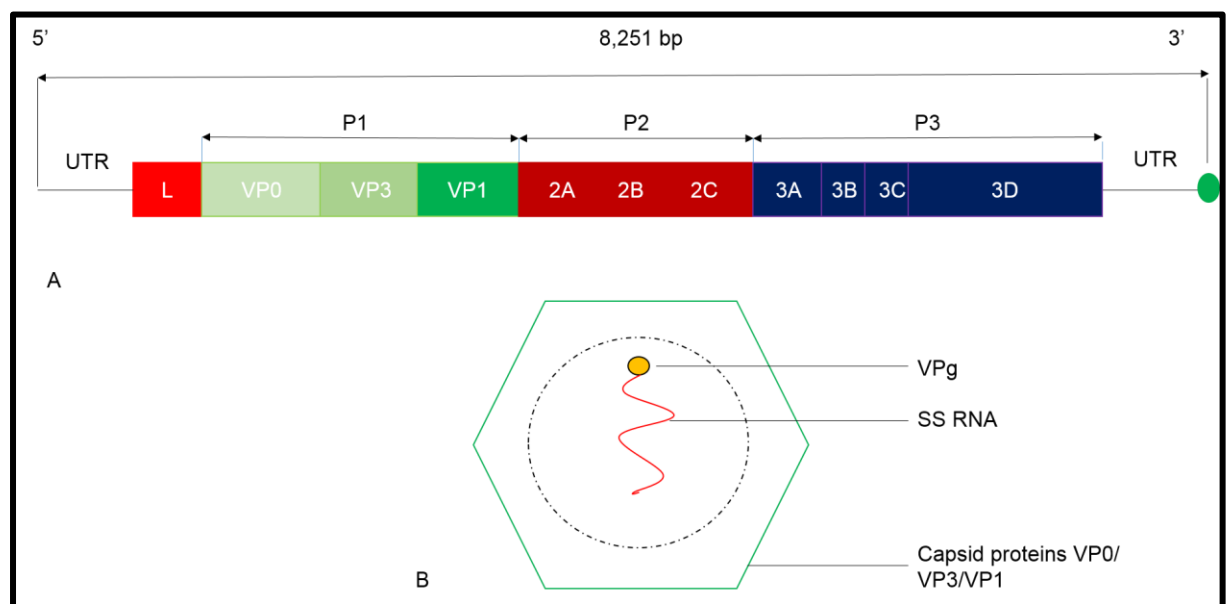 5’ 8,251 bp 3’
P1 P2 P3
UTR UTR
L VP0 VP3 VP1 2A 2B 2C 3A 3B 3C 3D
A
VPg
SS RNA
Capsid proteins VP0/
VP3/VP1
B